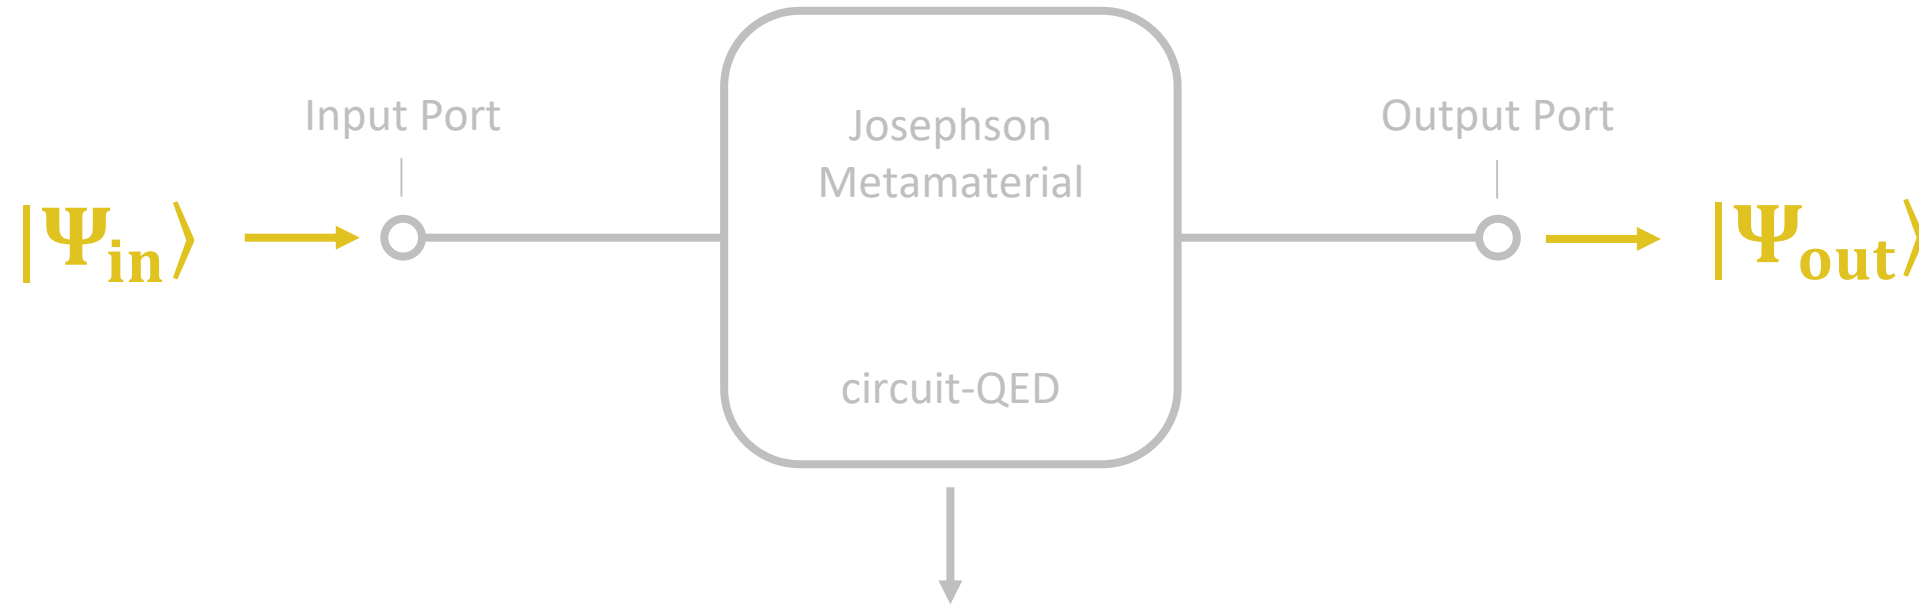 Input Port
Output Port
Josephson
Metamaterial
|Ψin⟩
|Ψout⟩
circuit-QED